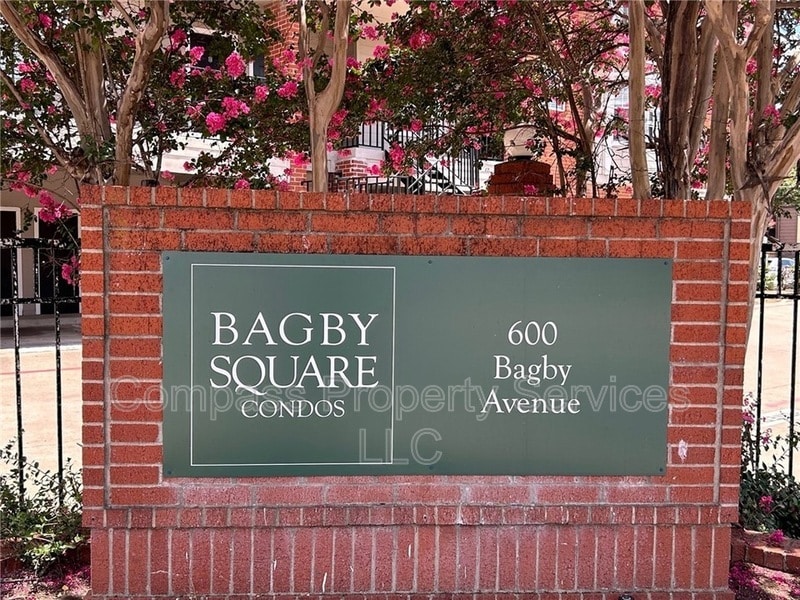 BAGBY
SQUARE
CONDOS
600
Bagby
Avenue
Compass Property Services
LLC